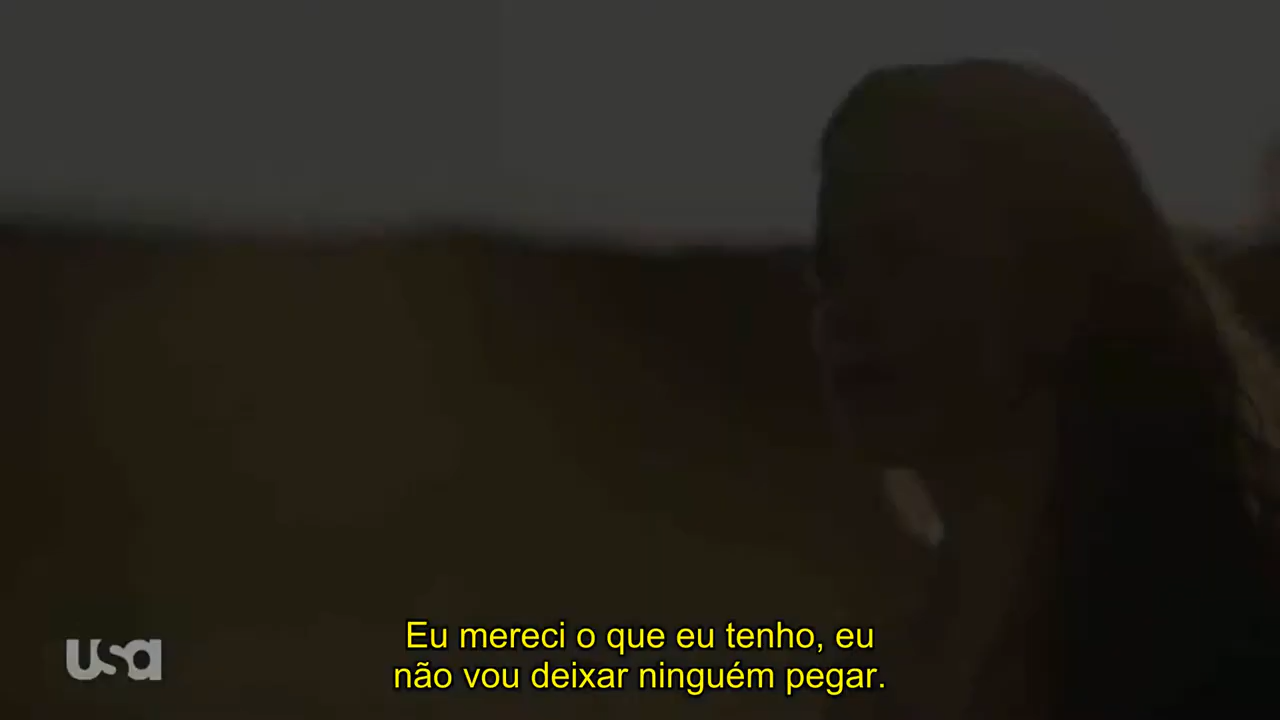 Eu mereci o que eu tenho, eu
não vou deixar ninguém pegar.
usa